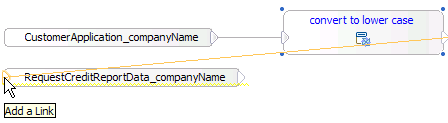 convert to lower case
CustomerApplication_companyName
RequestCreditReportData_companyName
Add a Link